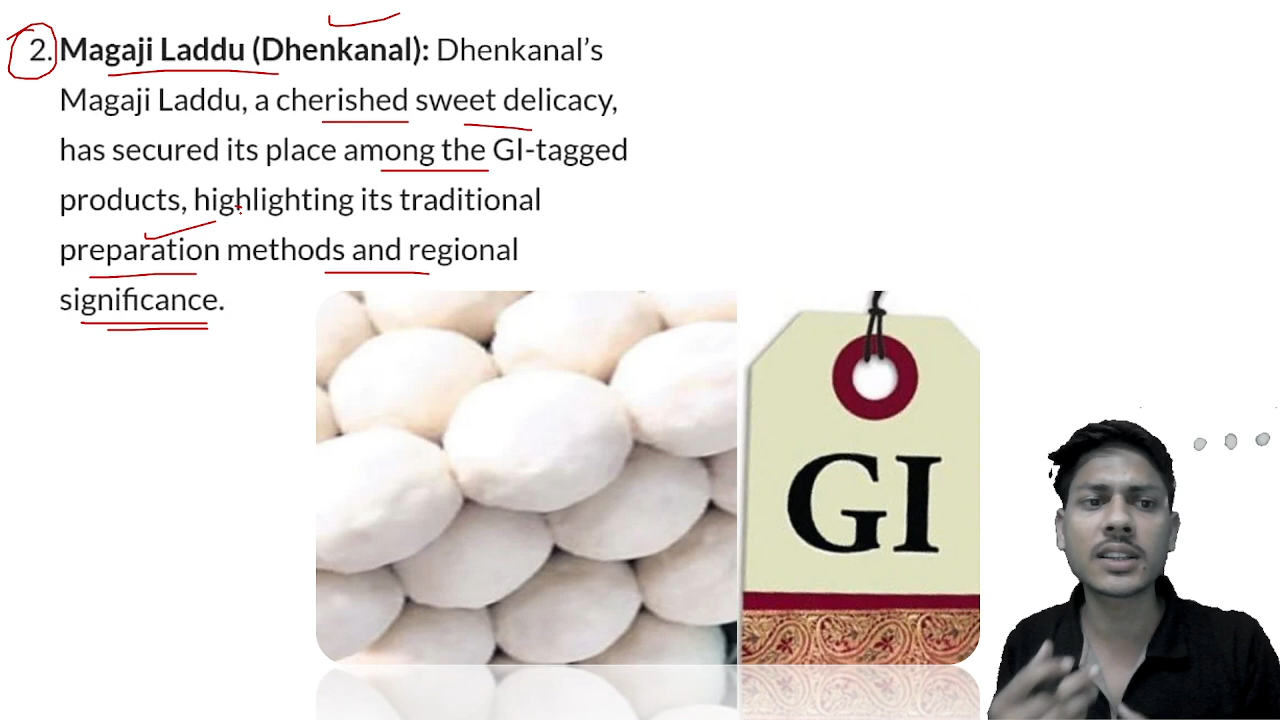 2. Magaji Laddu (Dhenkanal): Dhenkanal’s
Magaji Laddu, a cherished sweet delicacy,
has secured its place among the GI-tagged
products, highlighting its traditional
preparation methods and regional
significance.
GI